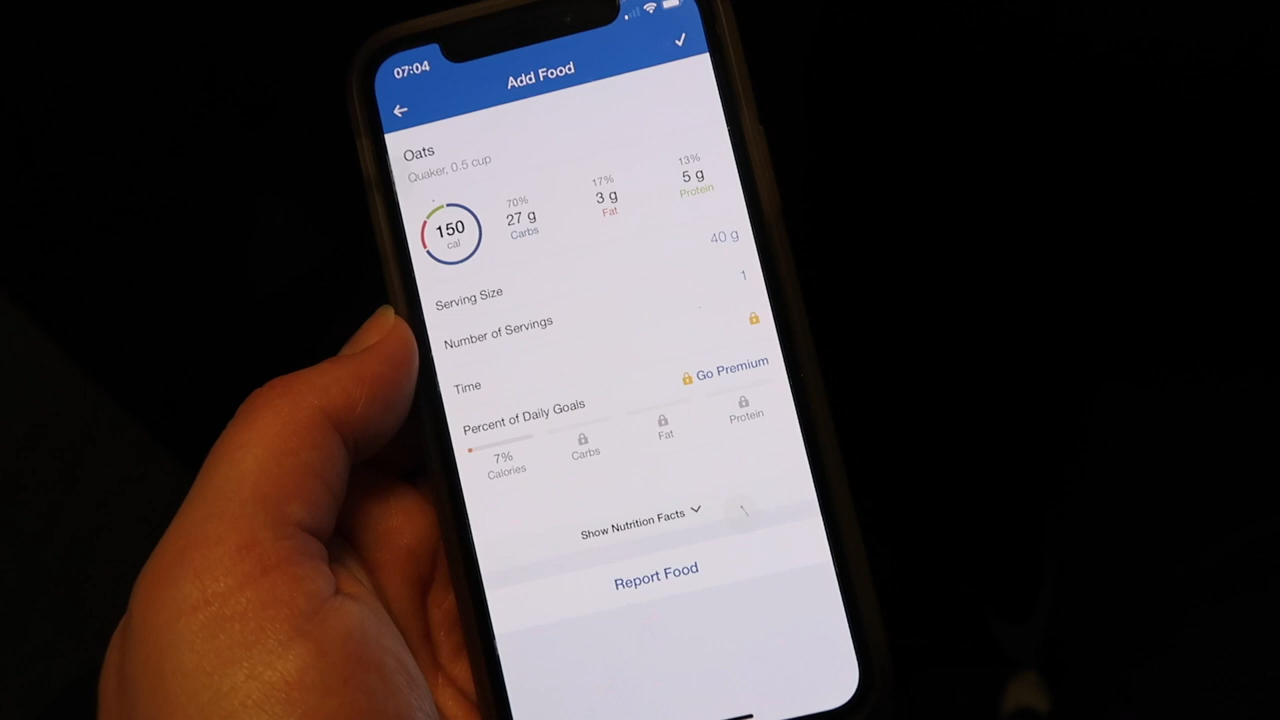 07:04
Add Food
Oats
Quaker, 0.5 cup
150
cal
70%
27 g
Carbs
17%
3 g
Fat
13%
5 g
Protein
Serving Size
40 g
Number of Servings
1
Time
Percent of Daily Goals
Go Premium
7%
Calories
Carbs
Fat
Protein
Show Nutrition Facts
Report Food